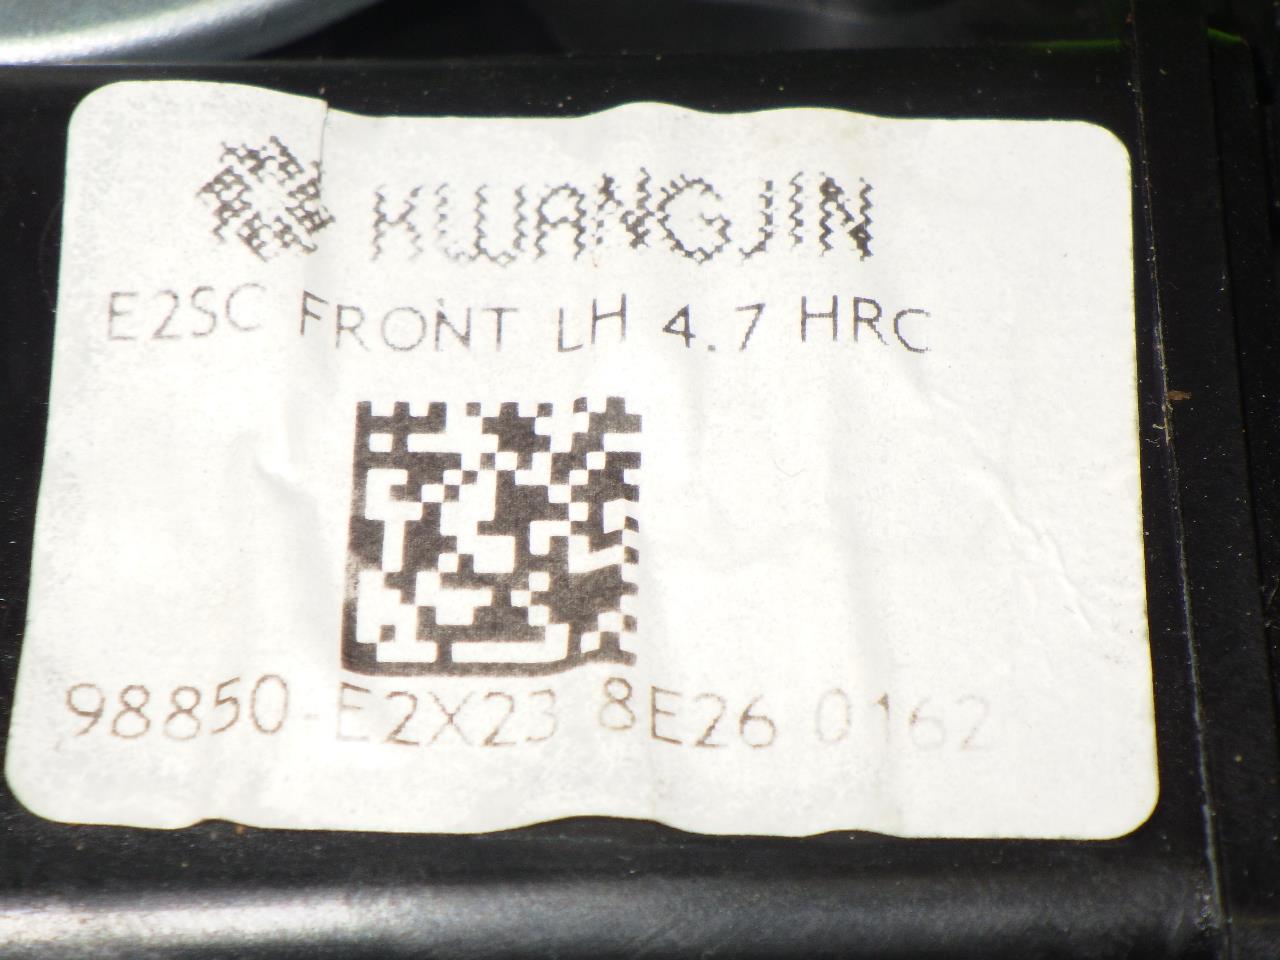 KWANGJIN
E2SC FRONT LH 4.7 HRC
98850-E2X23 8E26 0162